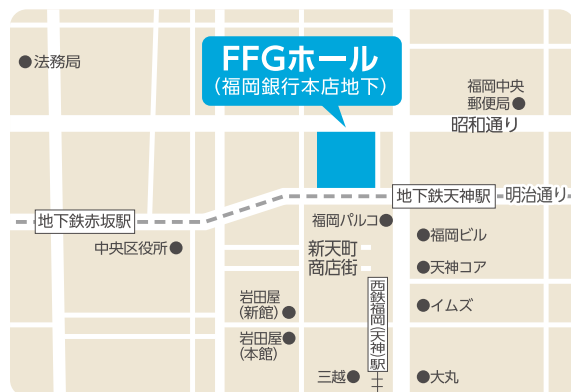 FFGホール
(福岡銀行本店地下)
法務局
福岡中央
郵便局
昭和通り
地下鉄天神駅
明治通り
地下鉄赤坂駅
福岡パルコ
中央区役所
新天町
商店街
福岡ビル
天神コア
西鉄福岡(天神)駅
岩田屋
(新館)
イムズ
岩田屋
(本館)
三越
大丸